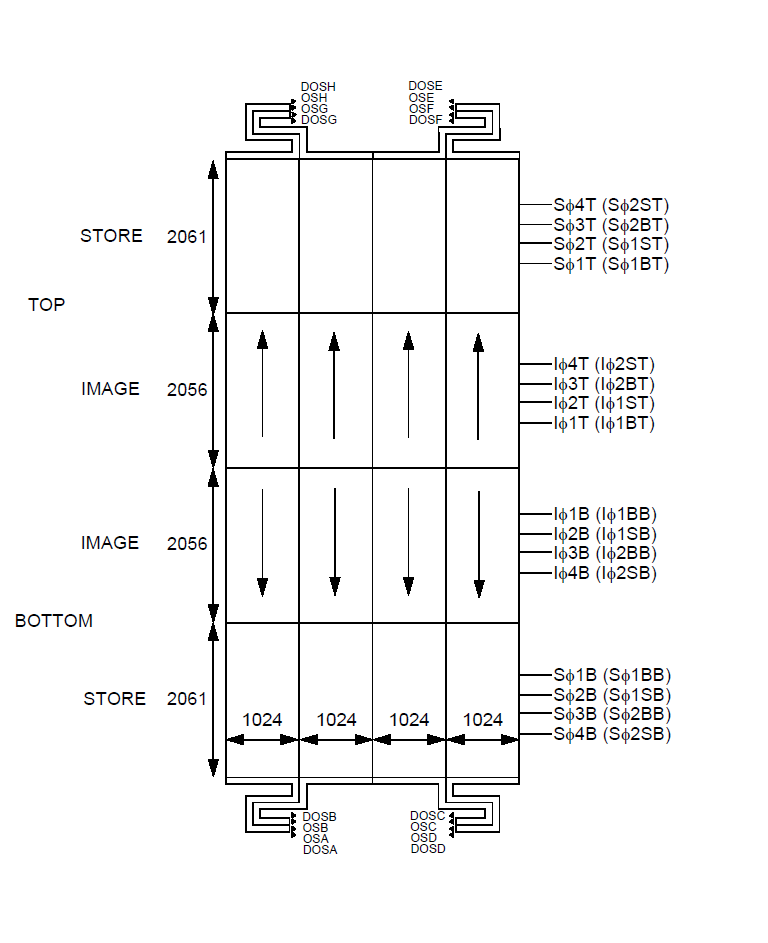 DOSH DOSE
OSH OSE
OSG OSF
DOSG DOSF
Sϕ4T (Sϕ2ST)
Sϕ3T (Sϕ2BT)
STORE 2061
Sϕ2T (Sϕ1ST)
Sϕ1T (Sϕ1BT)
TOP
Iϕ4T (Iϕ2ST)
IMAGE 2056
Iϕ3T (Iϕ2BT)
Iϕ2T (Iϕ1ST)
Iϕ1T (Iϕ1BT)
Iϕ1B (Iϕ1BB)
Iϕ2B (Iϕ1SB)
IMAGE 2056
Iϕ3B (Iϕ2BB)
Iϕ4B (Iϕ2SB)
BOTTOM
Sϕ1B (Sϕ1BB)
STORE 2061
Sϕ2B (Sϕ1SB)
Sϕ3B (Sϕ2BB)
1024 1024 1024 1024
Sϕ4B (Sϕ2SB)
DOSB DOSC
OSB OSC
OSA OSD
DOSA DOSD